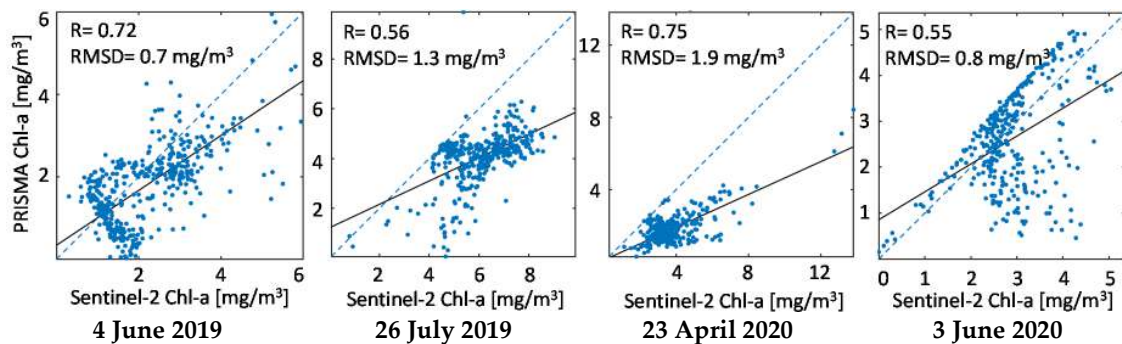 R= 0.72
RMSD= 0.7 mg/m³
PRISMA Chl-a [mg/m³]
6
4
2
2
4
6
Sentinel-2 Chl-a [mg/m³]
4 June 2019
R= 0.56
RMSD= 1.3 mg/m³
8
6
4
2
2
4
6
8
Sentinel-2 Chl-a [mg/m³]
26 July 2019
R= 0.75
RMSD= 1.9 mg/m³
12
8
4
4
8
12
Sentinel-2 Chl-a [mg/m³]
23 April 2020
R= 0.55
RMSD= 0.8 mg/m³
5
4
3
2
1
0
0
1
2
3
4
5
Sentinel-2 Chl-a [mg/m³]
3 June 2020